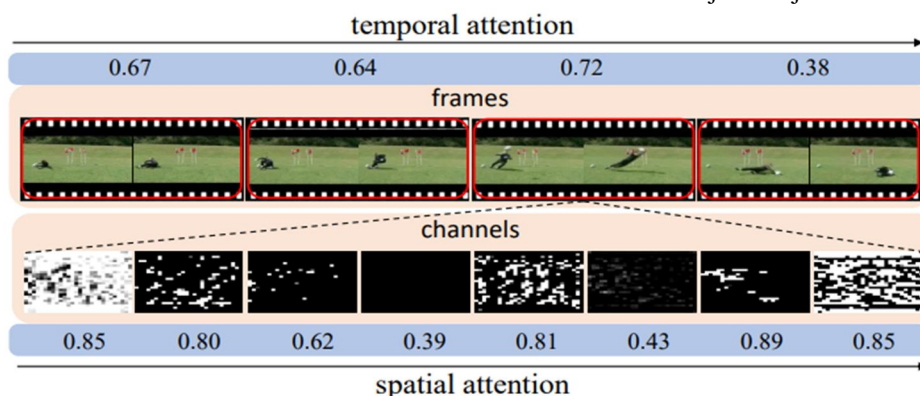 temporal attention
0.67 0.64 0.72 0.38
frames
channels
0.85 0.80 0.62 0.39 0.81 0.43 0.89 0.85
spatial attention